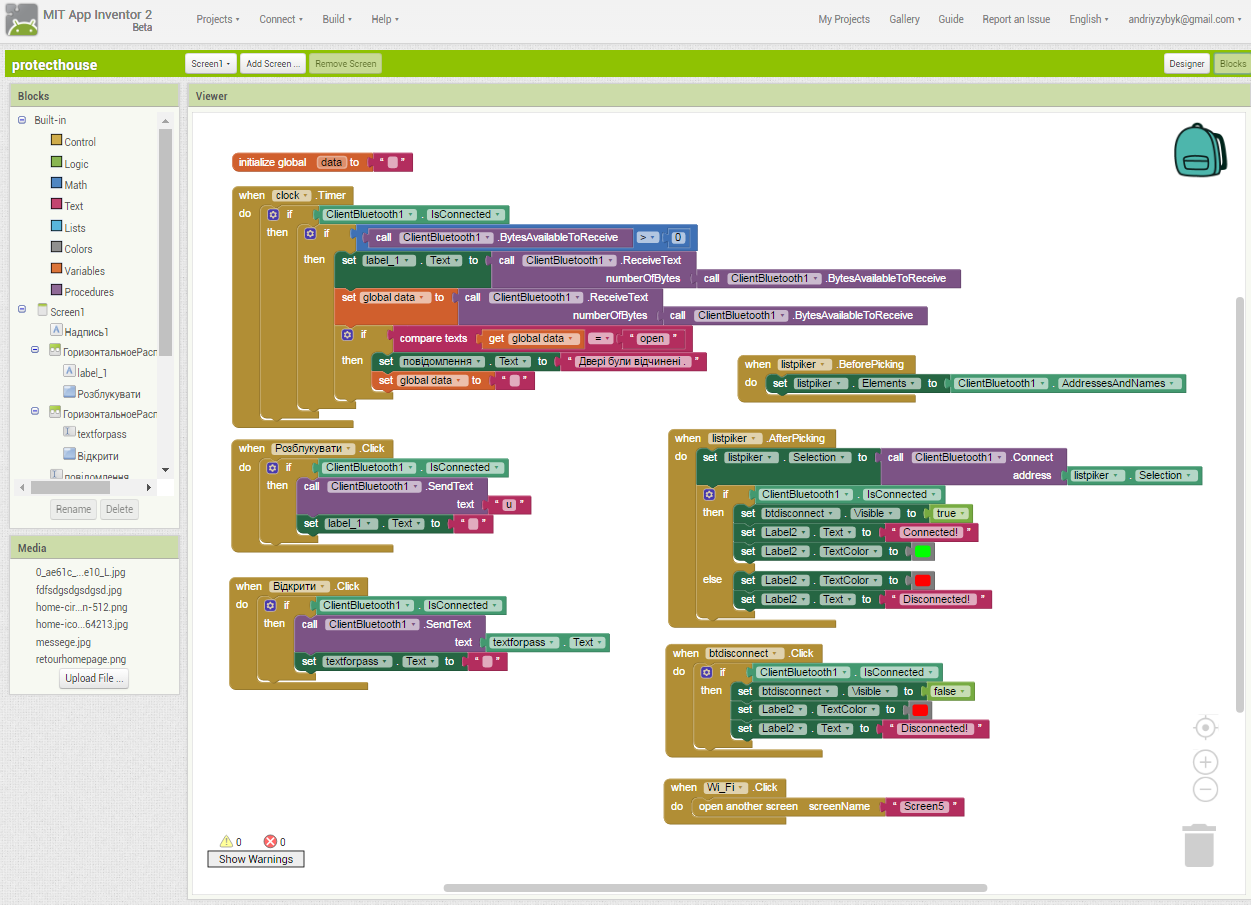 MIT App Inventor 2
Beta
Projects Connect Build Help My Projects Gallery Guide Report an Issue English andriyzybyk@gmail.com
protecthouse Screen1 Add Screen ... Remove Screen Designer Blocks
Blocks
Built-in
Control
Logic
Math
Text
Lists
Colors
Variables
Procedures
Screen1
Надпись1
ГоризонтальноеРасп
label_1
Розблукувати
ГоризонтальноеРасп
textforpass
Відкрити
повідомлення
Rename Delete
Media
0_ae61c_...e10_L.jpg
fdfsdgsdgsdgsd.jpg
home-cir...n-512.png
home-ico...64213.jpg
messege.jpg
retourhomepage.png
Upload File ...
Viewer
initialize global data to " "
when clock .Timer
do if ClientBluetooth1 . IsConnected
then if call ClientBluetooth1 .BytesAvailableToReceive > 0
then set label_1 . Text to call ClientBluetooth1 .ReceiveText
numberOfBytes call ClientBluetooth1 .BytesAvailableToReceive
set global data to call ClientBluetooth1 .ReceiveText
numberOfBytes call ClientBluetooth1 .BytesAvailableToReceive
if compare texts get global data = " open "
then set повідомлення . Text to " Двері були відчинені . "
set global data to " "
when Розблукувати .Click
do if ClientBluetooth1 . IsConnected
then call ClientBluetooth1 .SendText
text " u "
set label_1 . Text to " "
when Відкрити .Click
do if ClientBluetooth1 . IsConnected
then call ClientBluetooth1 .SendText
text textforpass . Text
set textforpass . Text to " "
when listpiker .BeforePicking
do set listpiker . Elements to ClientBluetooth1 . AddressesAndNames
when listpiker .AfterPicking
do set listpiker . Selection to call ClientBluetooth1 .Connect
address listpiker . Selection
if ClientBluetooth1 . IsConnected
then set btdisconnect . Visible to true
set Label2 . Text to " Connected! "
set Label2 . TextColor to
else set Label2 . TextColor to
set Label2 . Text to " Disconnected! "
when btdisconnect .Click
do if ClientBluetooth1 . IsConnected
then set btdisconnect . Visible to false
set Label2 . TextColor to
set Label2 . Text to " Disconnected! "
when Wi_Fi .Click
do open another screen screenName " Screen5 "
0 0
Show Warnings